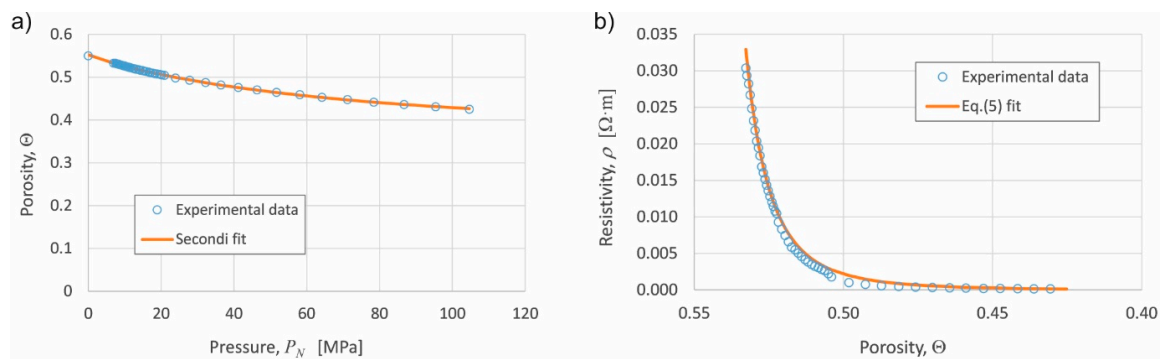 a)
0.6
0.5
0.4
0.3
0.2
0.1
0
Porosity, Θ
Experimental data
Secondi fit
0 20 40 60 80 100 120
Pressure, P_N [MPa]
b)
0.035
0.030
0.025
0.020
0.015
0.010
0.005
0.000
Resistivity, ρ [Ω·m]
Experimental data
Eq.(5) fit
0.55 0.50 0.45 0.40
Porosity, Θ